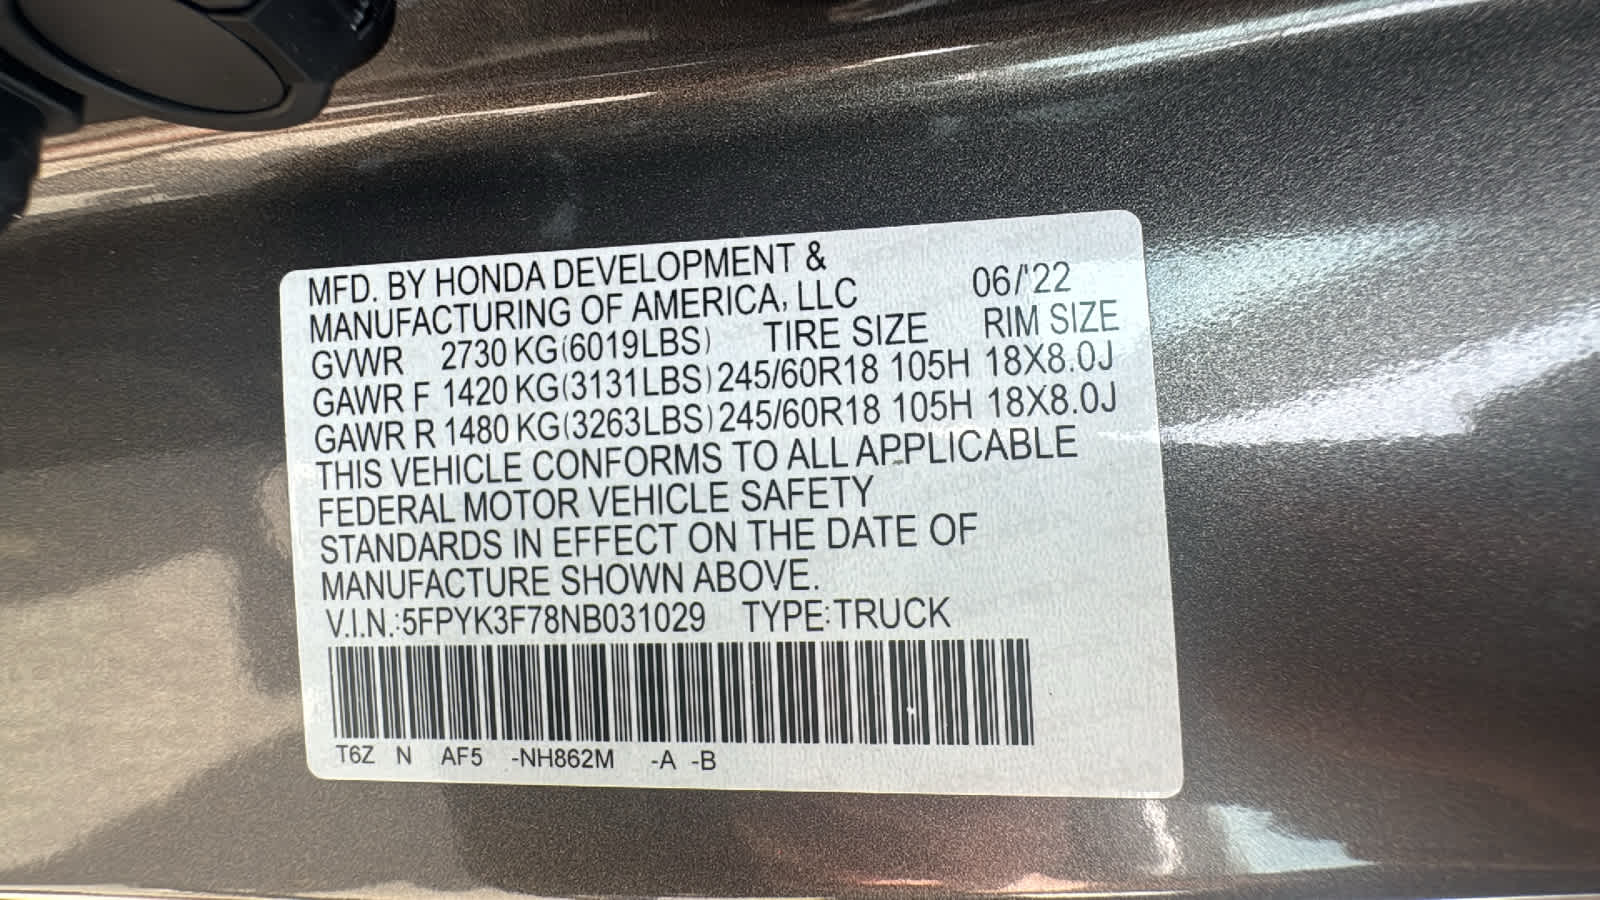 MFD. BY HONDA DEVELOPMENT &
MANUFACTURING OF AMERICA, LLC 06/'22
GVWR 2730 KG(6019LBS) TIRE SIZE RIM SIZE
GAWR F 1420 KG(3131LBS) 245/60R18 105H 18X8.0J
GAWR R 1480 KG(3263LBS) 245/60R18 105H 18X8.0J
THIS VEHICLE CONFORMS TO ALL APPLICABLE
FEDERAL MOTOR VEHICLE SAFETY
STANDARDS IN EFFECT ON THE DATE OF
MANUFACTURE SHOWN ABOVE.
V.I.N.:5FPYK3F78NB031029 TYPE:TRUCK
T6Z N AF5 -NH862M -A -B